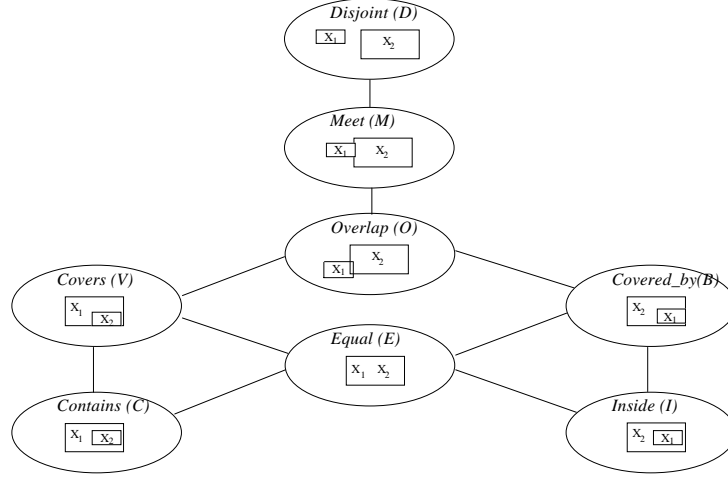 Disjoint (D)
X1
X2
Meet (M)
X1
X2
Overlap (O)
X1
X2
Covers (V)
X1
X2
Covered_by(B)
X2
X1
Equal (E)
X1 X2
Contains (C)
X1
X2
Inside (I)
X2
X1